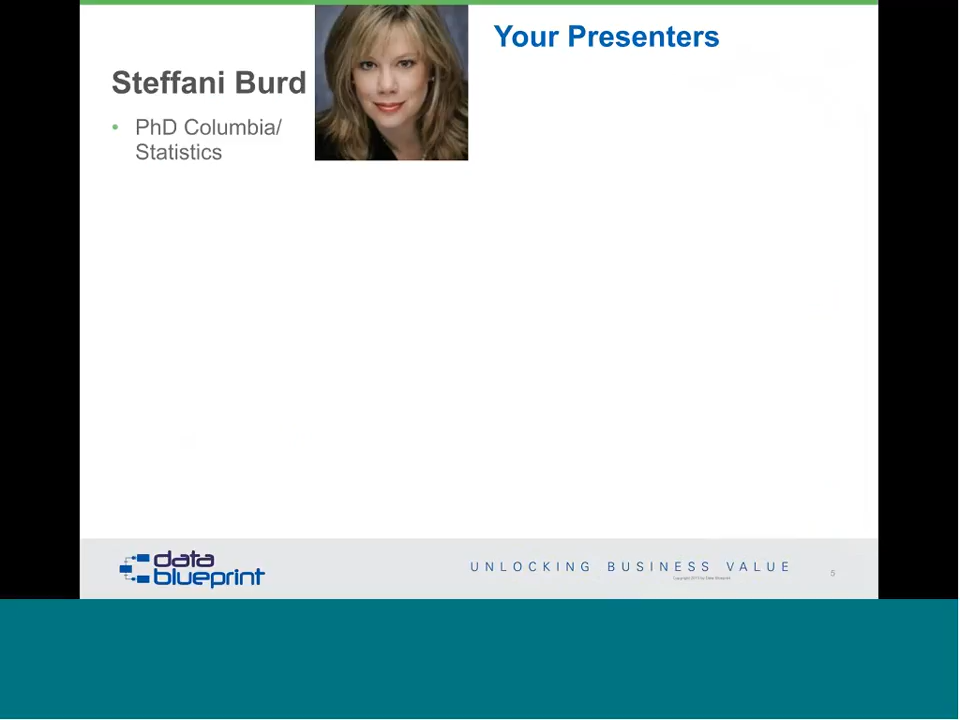 Your Presenters
Steffani Burd
• PhD Columbia/
Statistics
data
blueprint
UNLOCKING BUSINESS VALUE
5